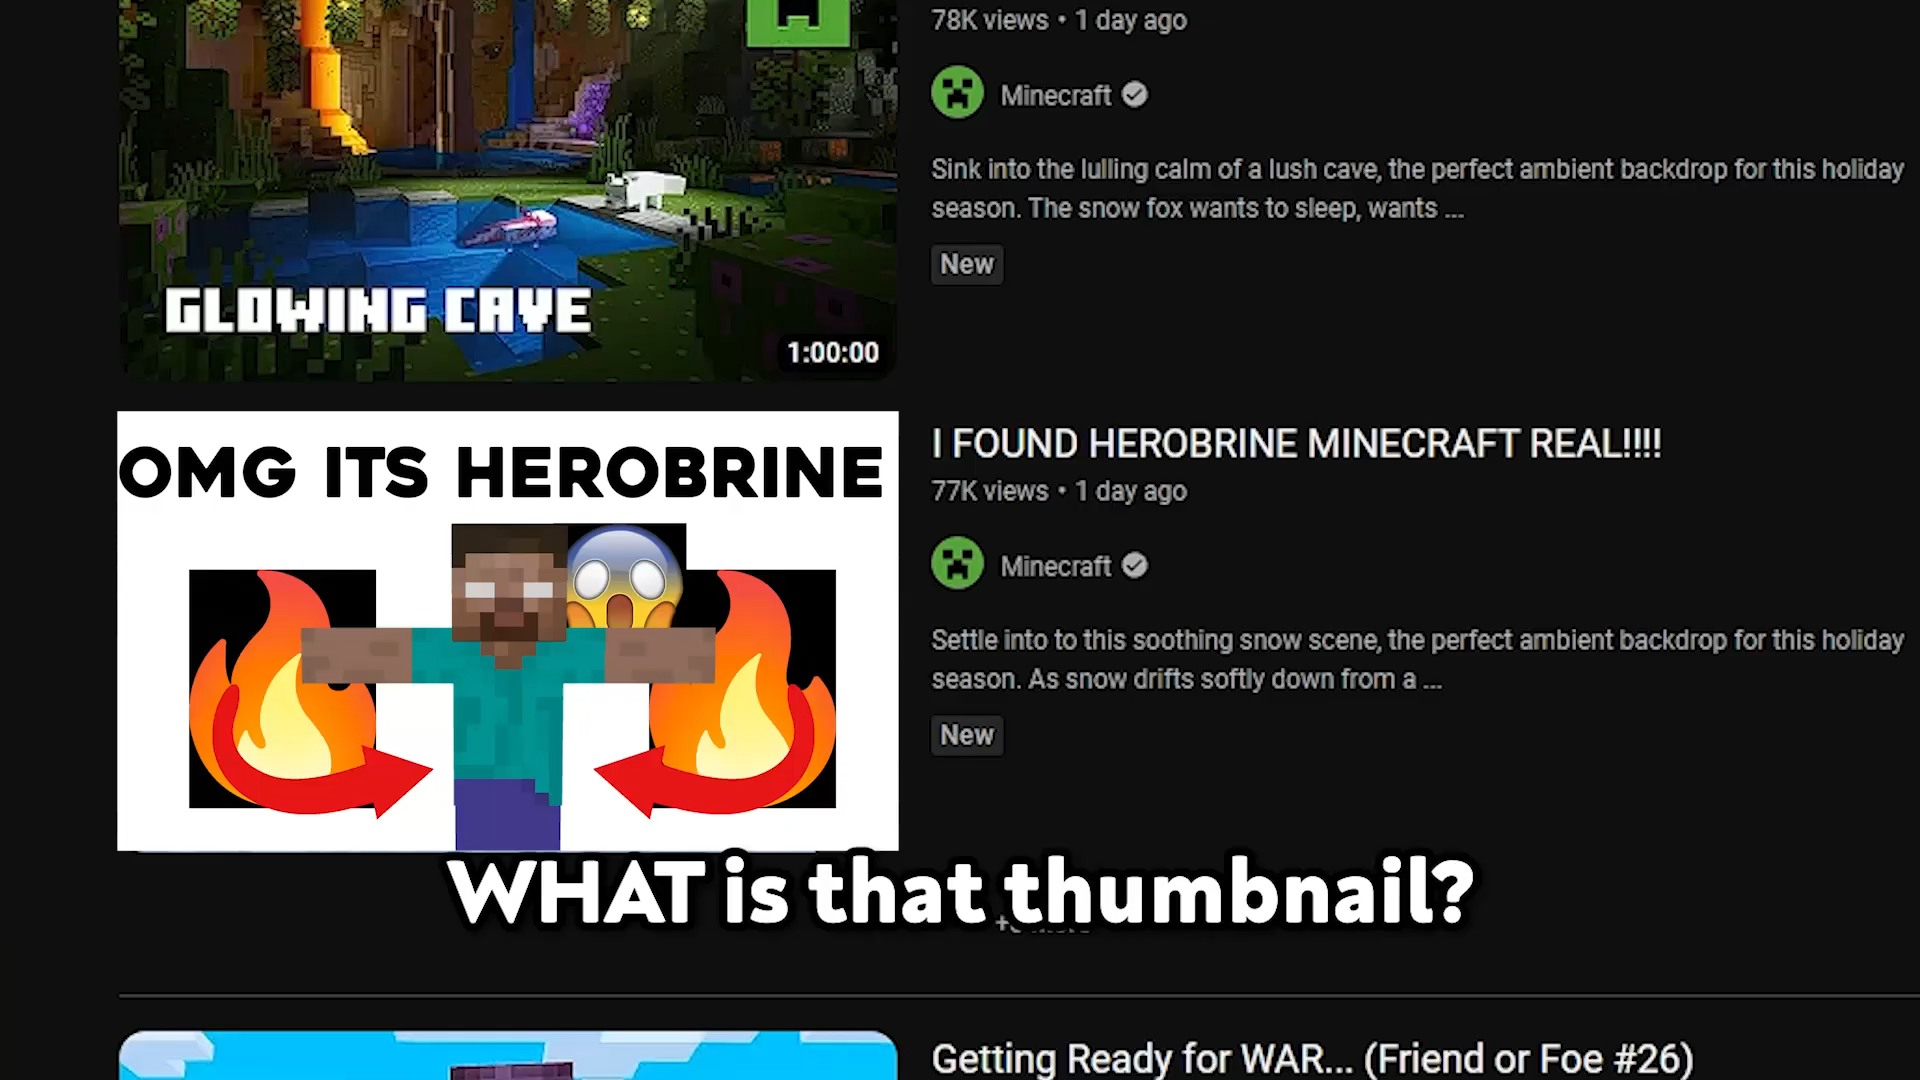 78K views • 1 day ago
Minecraft
Sink into the lulling calm of a lush cave, the perfect ambient backdrop for this holiday
season. The snow fox wants to sleep, wants ...
New
GLOWING CAVE
1:00:00
OMG ITS HEROBRINE
I FOUND HEROBRINE MINECRAFT REAL!!!!
77K views • 1 day ago
Minecraft
Settle into to this soothing snow scene, the perfect ambient backdrop for this holiday
season. As snow drifts softly down from a ...
New
WHAT is that thumbnail?
Getting Ready for WAR... (Friend or Foe #26)